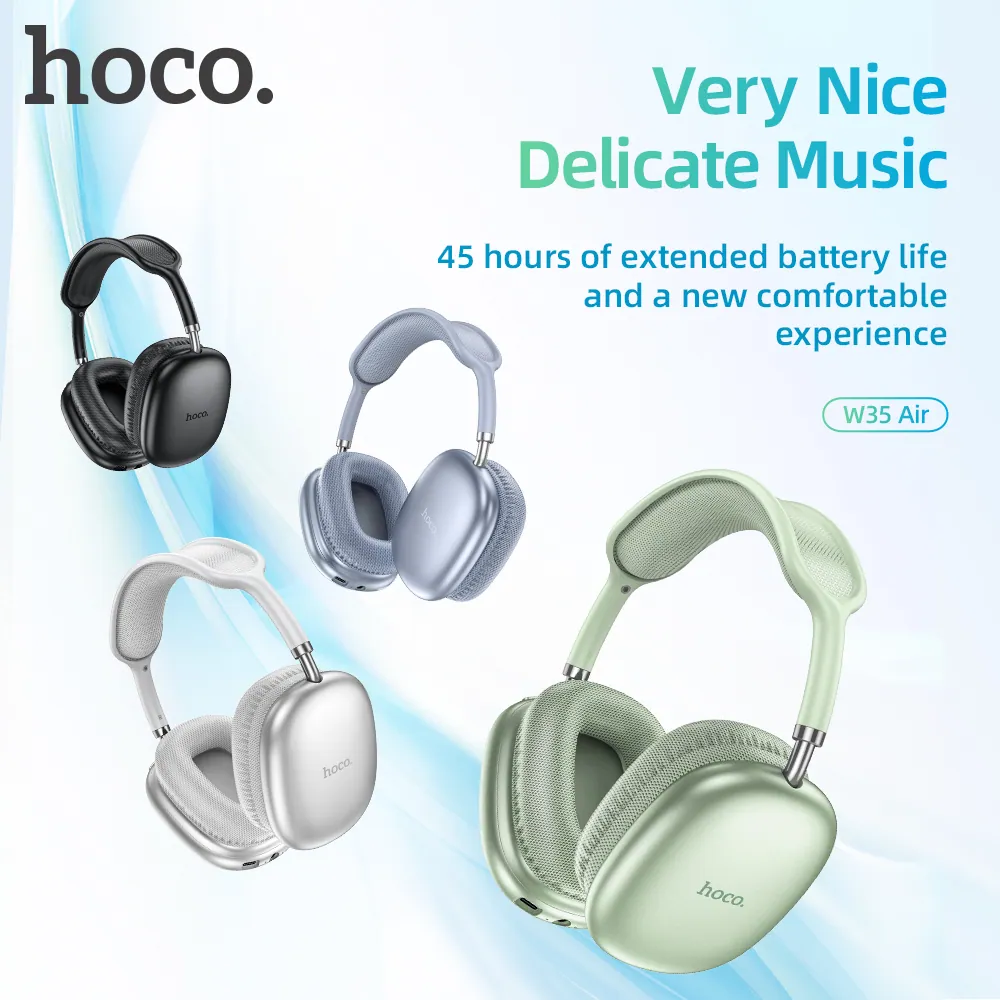 hoco.
Very Nice
Delicate Music
45 hours of extended battery life
and a new comfortable
experience
W35 Air
hoco.
hoco.
hoco.
hoco.